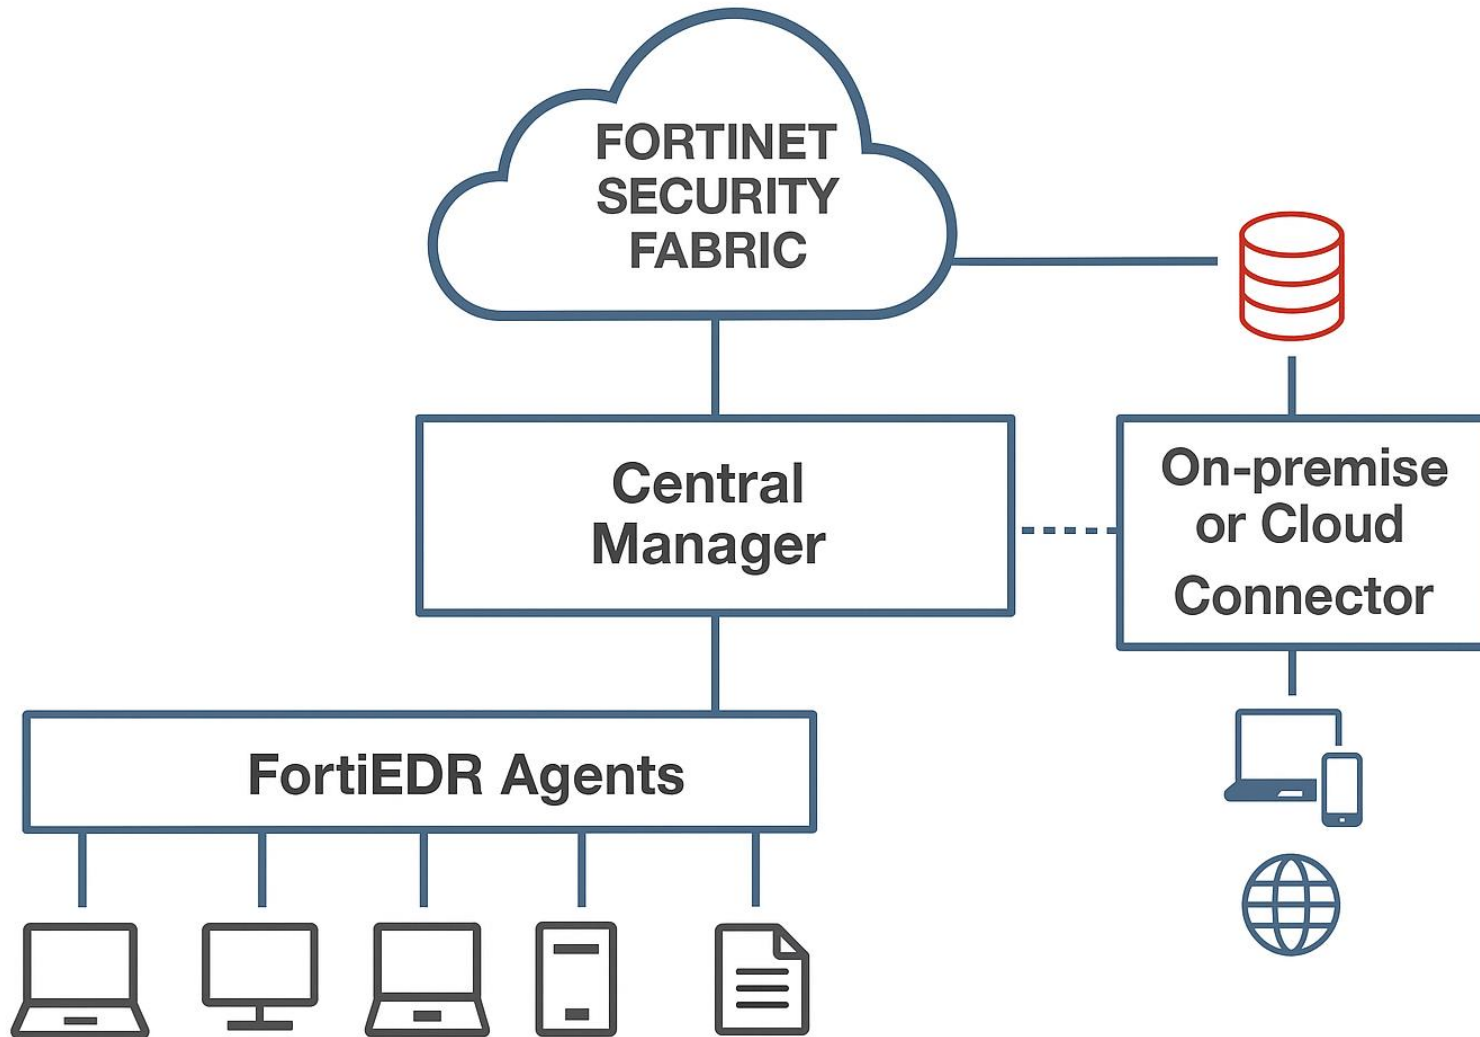 FORTINET
SECURITY
FABRIC
Central
Manager
On-premise
or Cloud
Connector
FortiEDR Agents